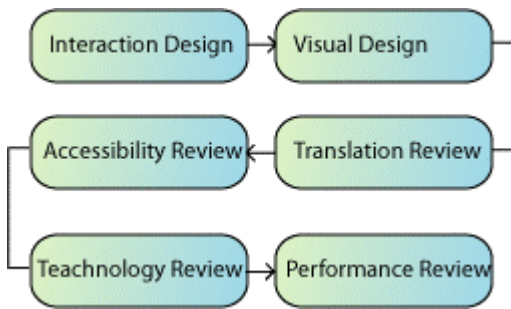 Interaction Design
Visual Design
Accessibility Review
Translation Review
Teachnology Review
Performance Review